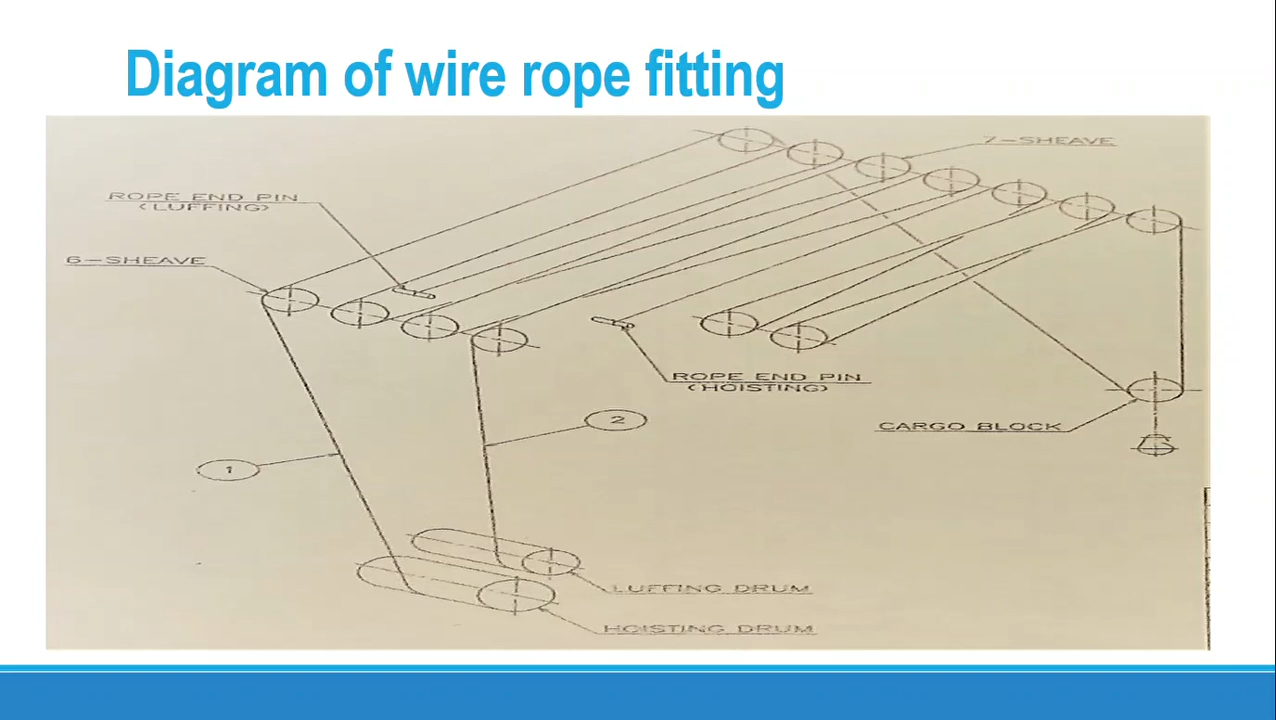 Diagram of wire rope fitting
7-SHEAVE
ROPE END PIN
(LUFFING)
6-SHEAVE
ROPE END PIN
(HOISTING)
2
CARGO BLOCK
1
LUFFING DRUM
HOISTING DRUM